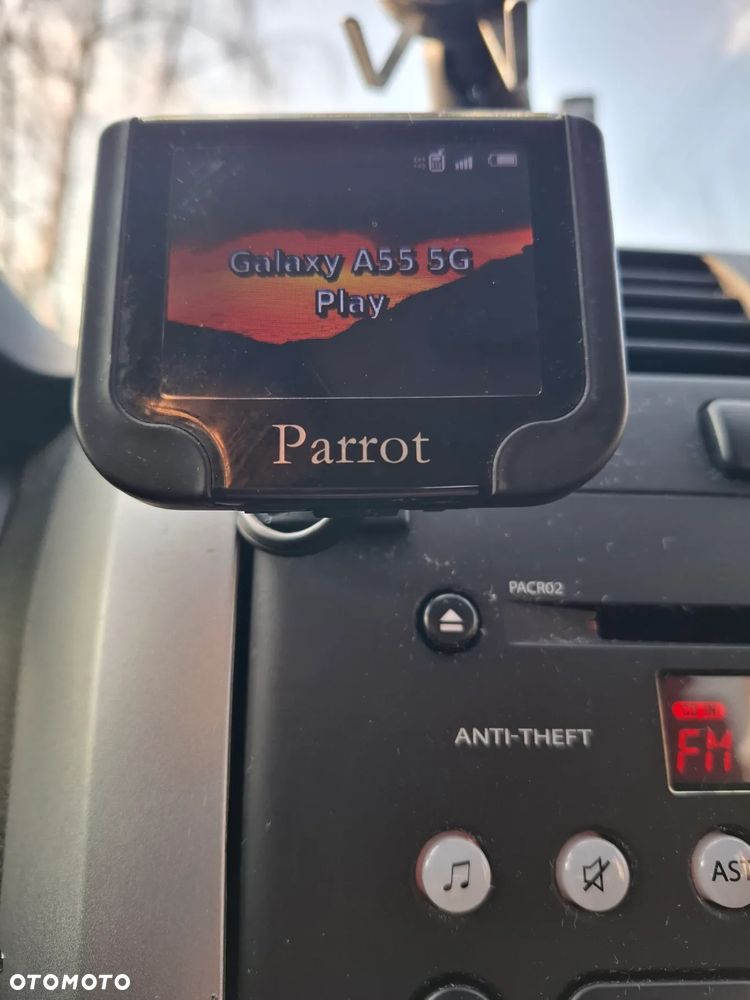 Galaxy A55 5G
Play
Parrot
PACR02
ANTI-THEFT
FM
AST
OTOMOTO